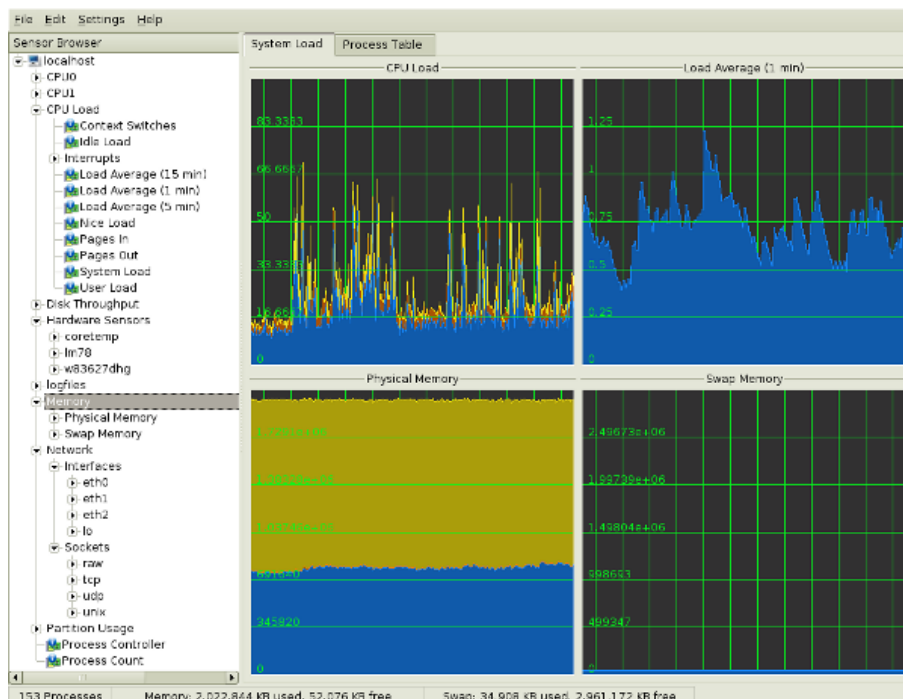 File Edit Settings Help
Sensor Browser
System Load
Process Table
localhost
CPU0
CPU1
CPU Load
Context Switches
Idle Load
Interrupts
Load Average (15 min)
Load Average (1 min)
Load Average (5 min)
Nice Load
Pages In
Pages Out
System Load
User Load
Disk Throughput
Hardware Sensors
coretemp
lm78
w83627dhg
logfiles
Memory
Physical Memory
Swap Memory
Network
Interfaces
eth0
eth1
eth2
lo
Sockets
raw
tcp
udp
unix
Partition Usage
Process Controller
Process Count
CPU Load
83.3333
66.6667
50
33.3333
16.6667
0
Load Average (1 min)
1.25
1
0.75
0.5
0.25
0
Physical Memory
691840
345920
0
Swap Memory
2.49673e+06
1.99739e+06
1.49804e+06
998693
499347
0
153 Processes
Memory: 2,022,844 KB used, 52,076 KB free
Swap: 34,908 KB used, 2,961,172 KB free